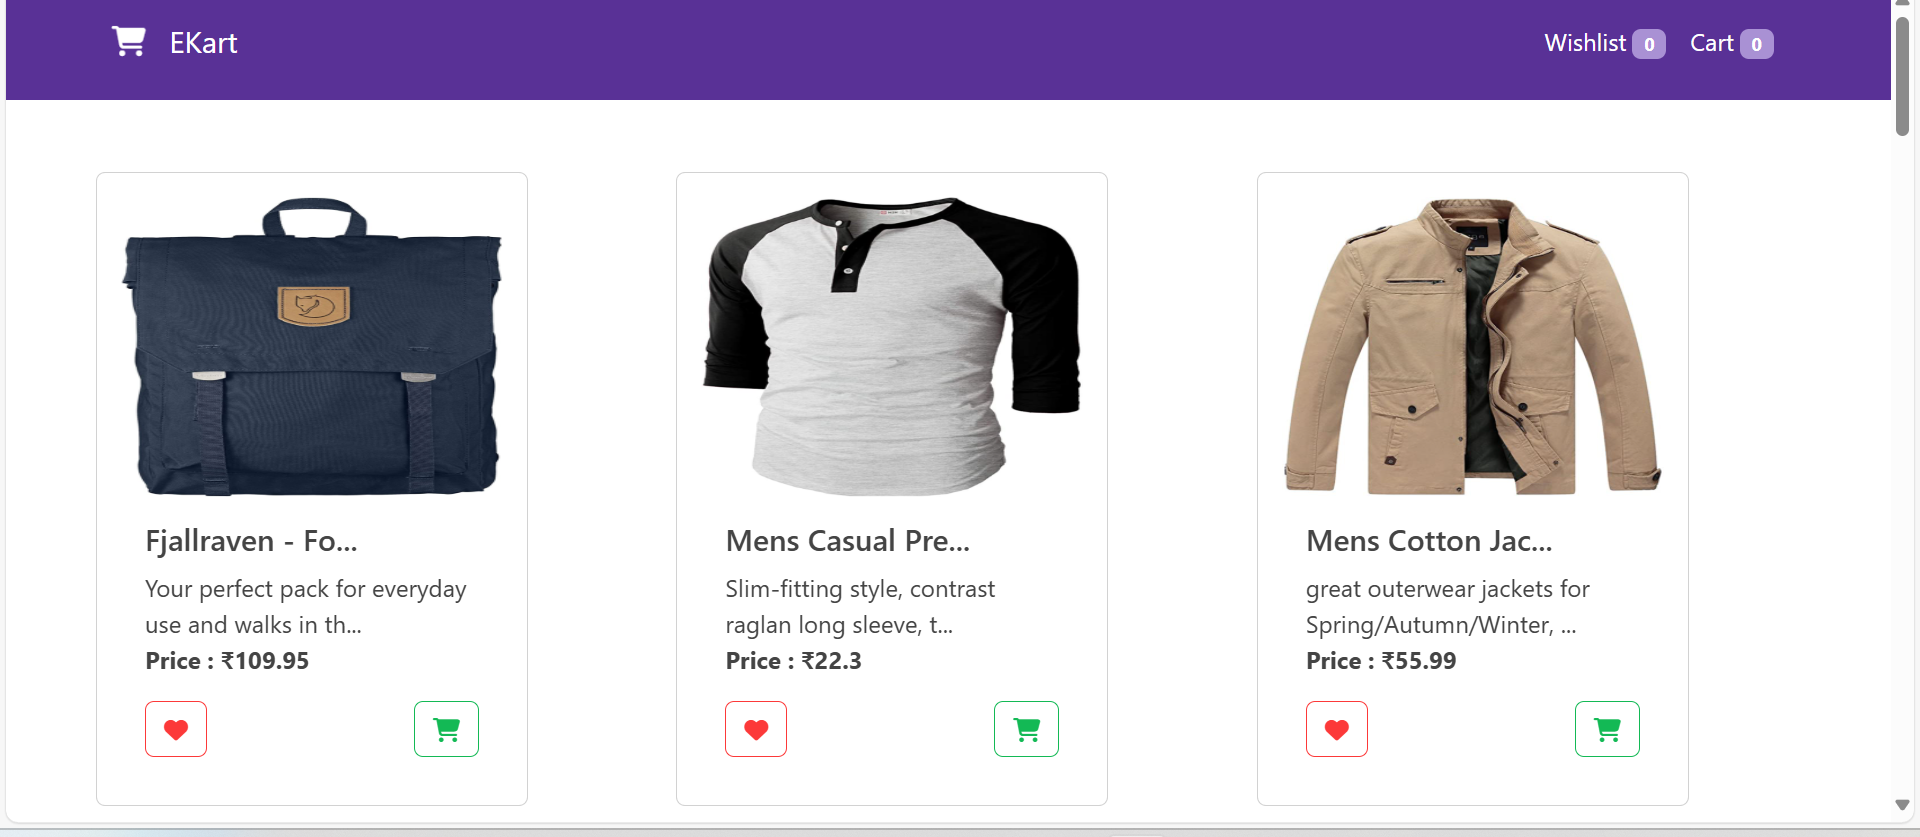 EKart
Wishlist 0 Cart 0
Fjallraven - Fo...
Your perfect pack for everyday
use and walks in th...
Price : ₹109.95
Mens Casual Pre...
Slim-fitting style, contrast
raglan long sleeve, t...
Price : ₹22.3
Mens Cotton Jac...
great outerwear jackets for
Spring/Autumn/Winter, ...
Price : ₹55.99